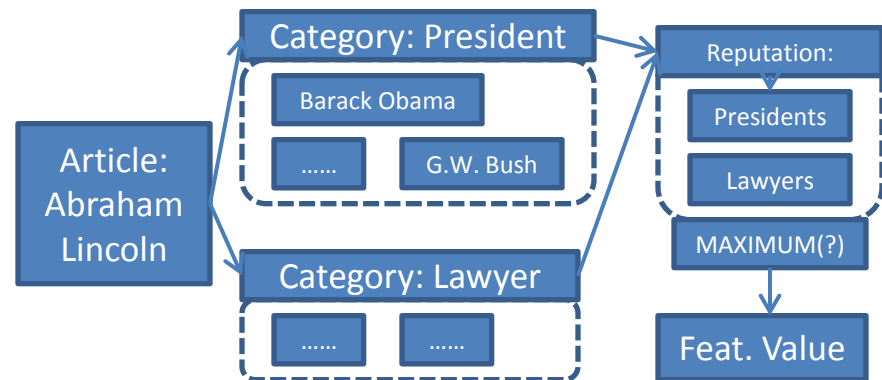 Article:
Abraham
Lincoln
Category: President
Barack Obama
......
G.W. Bush
Category: Lawyer
......
......
Reputation:
Presidents
Lawyers
MAXIMUM(?)
Feat. Value